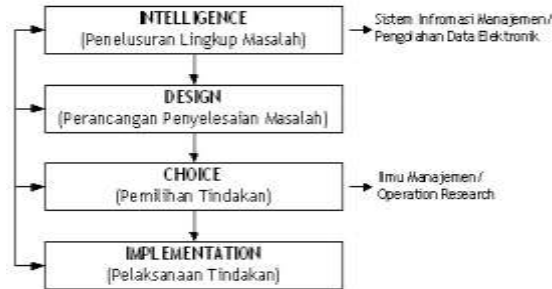 INTELLIGENCE
(Penelusuran Lingkup Masalah)
Sistem Infromasi Manajemen/
Pengolahan Data Elektronik
DESIGN
(Perancangan Penyelesaian Masalah)
CHOICE
(Pemilihan Tindakan)
Ilmu Manajemen/
Operation Research
IMPLEMENTATION
(Pelaksanaan Tindakan)